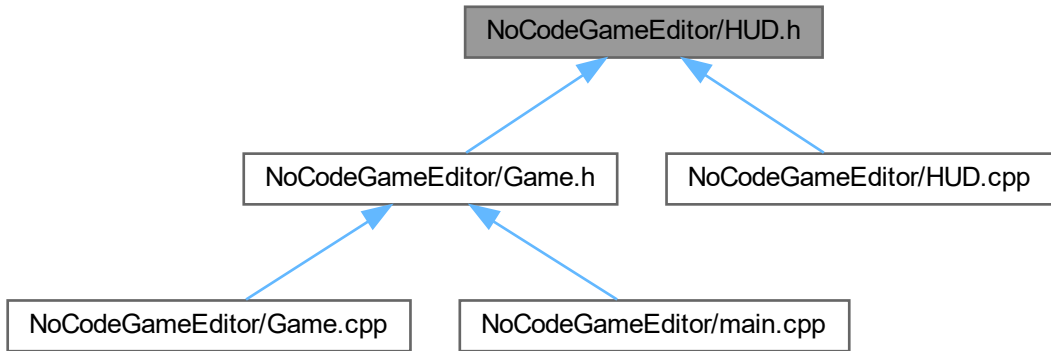 NoCodeGameEditor/HUD.h
NoCodeGameEditor/Game.h
NoCodeGameEditor/HUD.cpp
NoCodeGameEditor/Game.cpp
NoCodeGameEditor/main.cpp